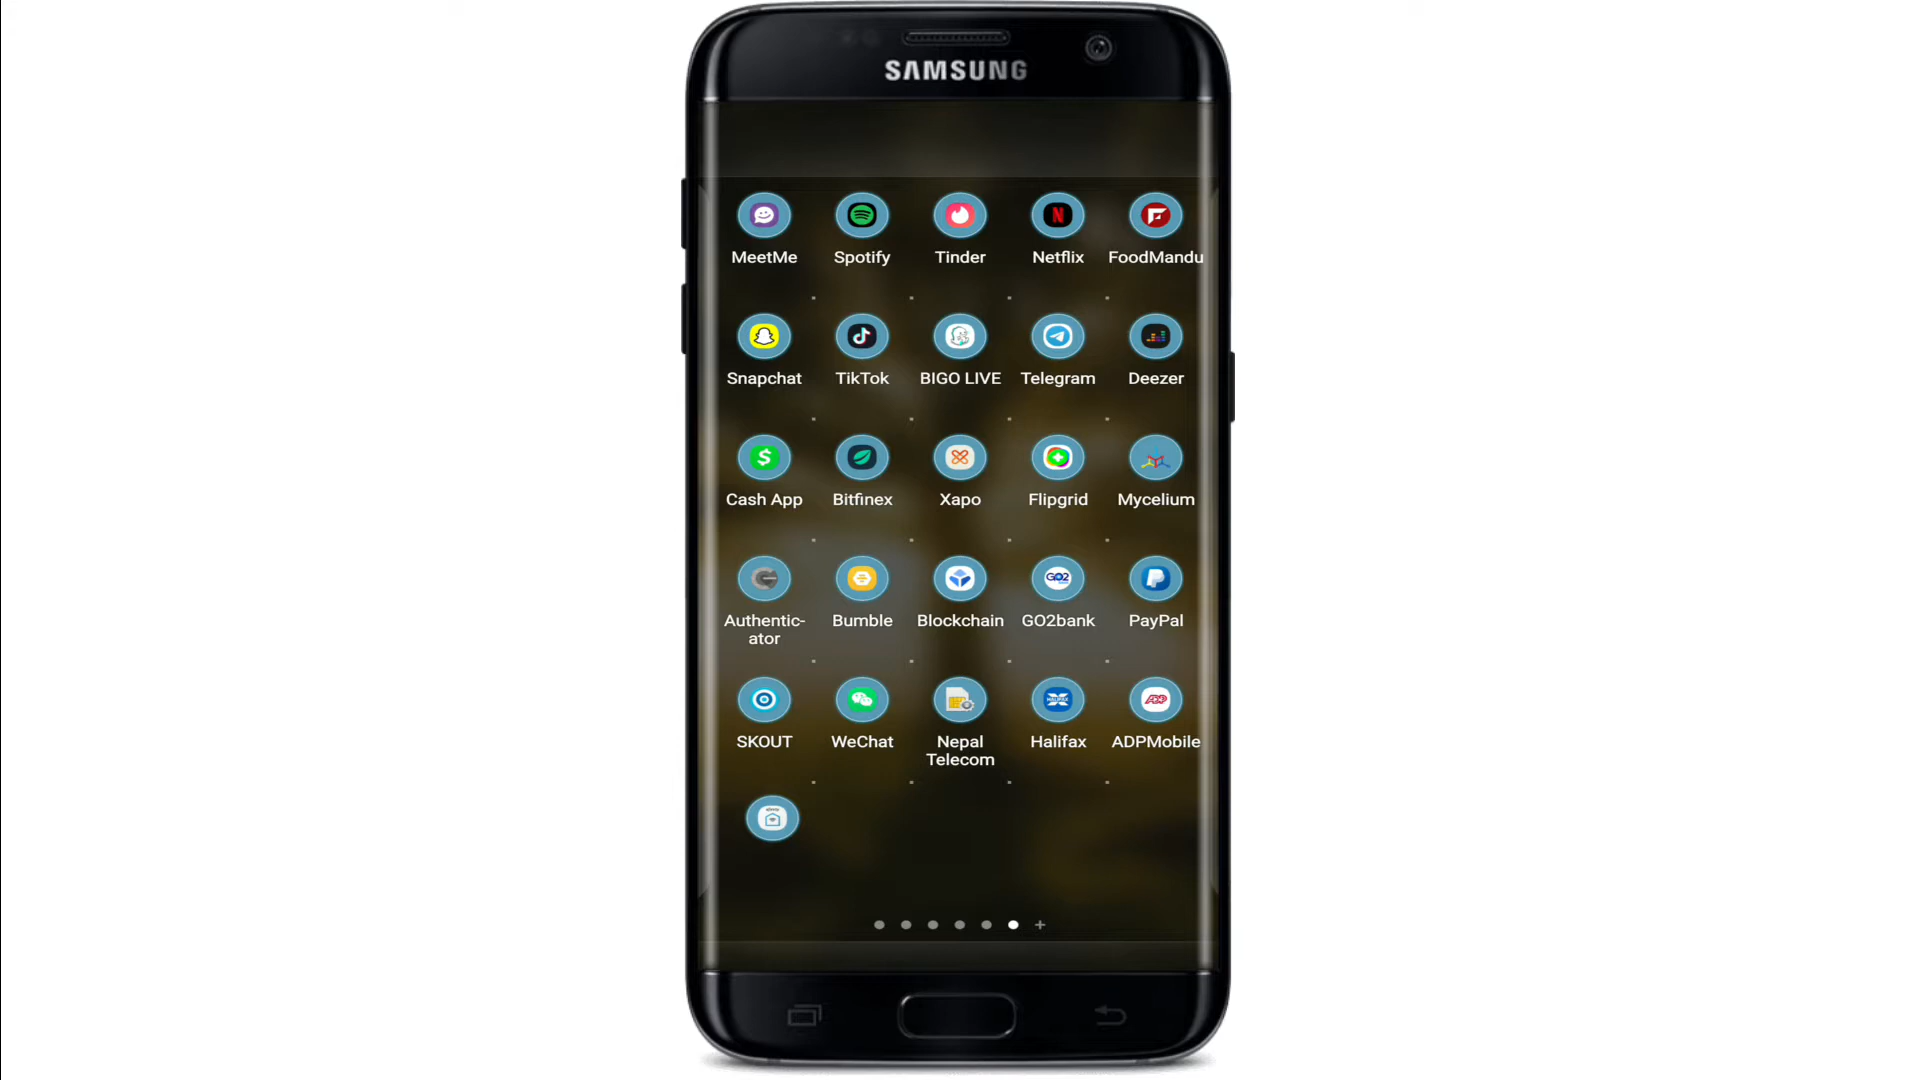 SAMSUNG
MeetMe Spotify Tinder Netflix FoodMandu
Snapchat TikTok BIGO LIVE Telegram Deezer
Cash App Bitfinex Xapo Flipgrid Mycelium
Authentic-
ator Bumble Blockchain GO2bank PayPal
SKOUT WeChat Nepal
Telecom Halifax ADPMobile